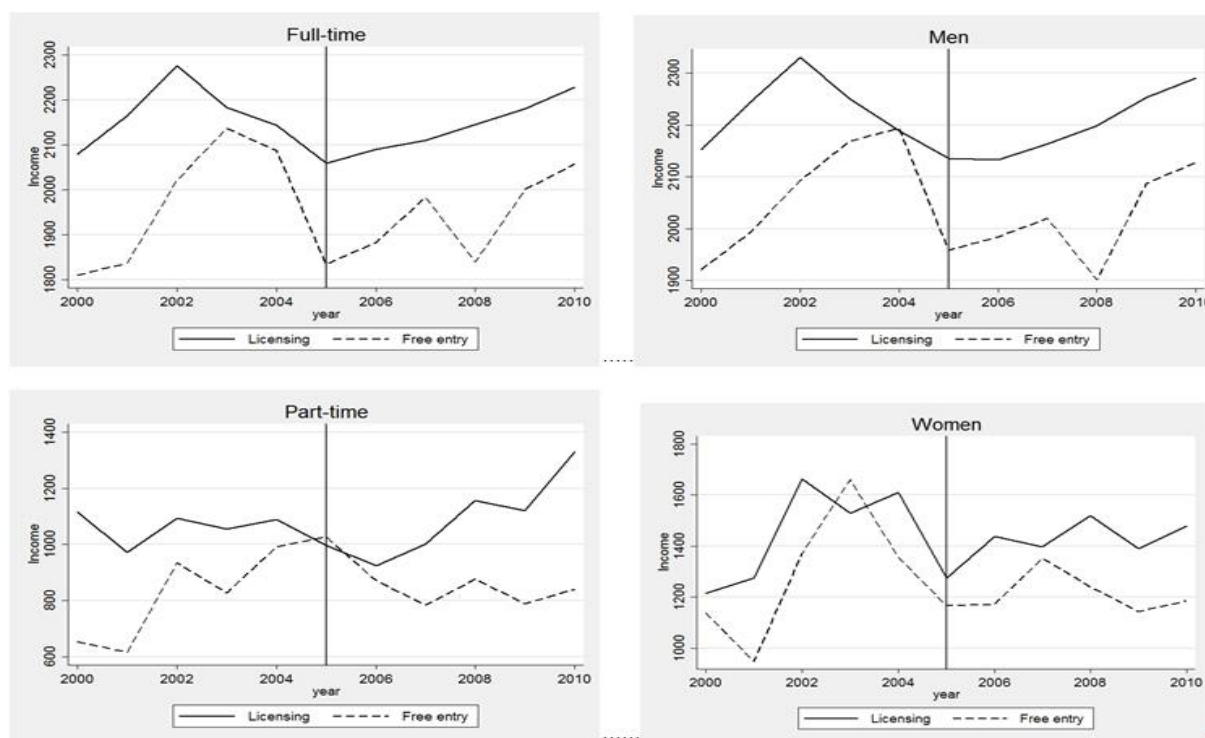 Full-time
2300
2200
2100
2000
1900
1800
Income
2000 2002 2004 2006 2008 2010
year
Licensing Free entry
Men
2300
2200
2100
2000
1900
Income
2000 2002 2004 2006 2008 2010
year
Licensing Free entry
Part-time
1400
1200
1000
800
600
Income
2000 2002 2004 2006 2008 2010
year
Licensing Free entry
Women
1800
1600
1400
1200
1000
Income
2000 2002 2004 2006 2008 2010
year
Licensing Free entry